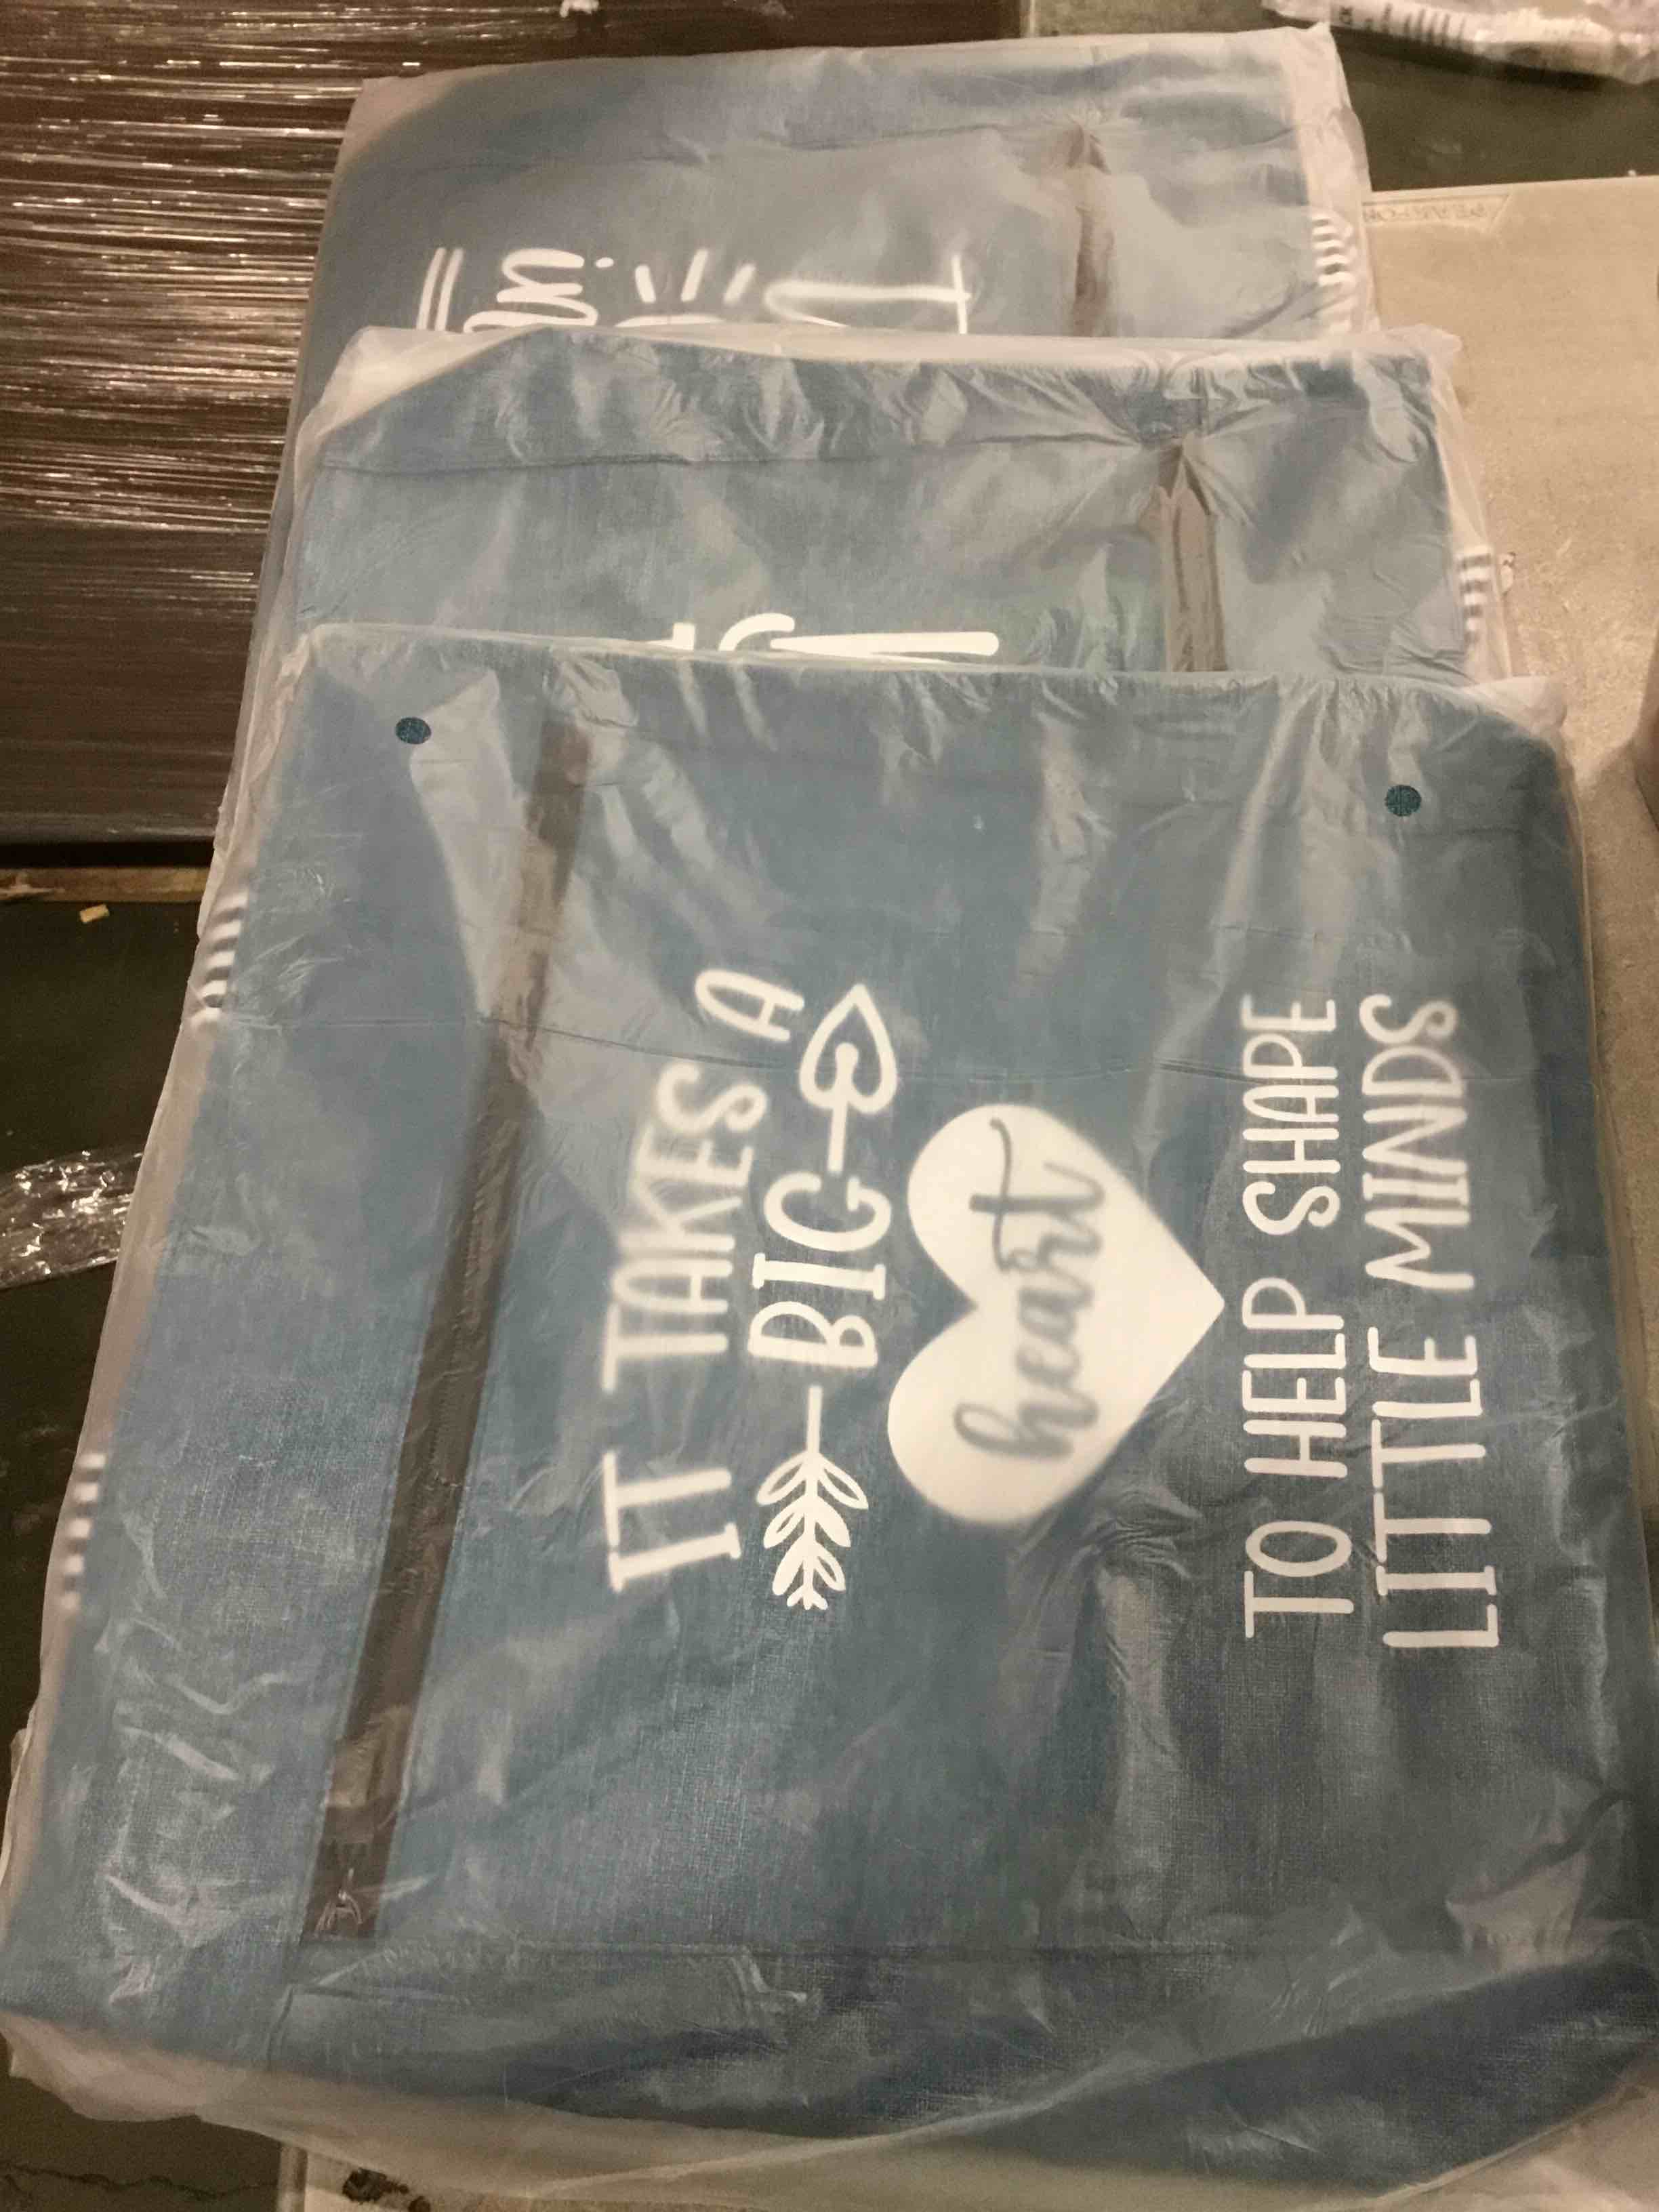 IT TAKES A
BIG
heart
TO HELP SHAPE
LITTLE MINDS